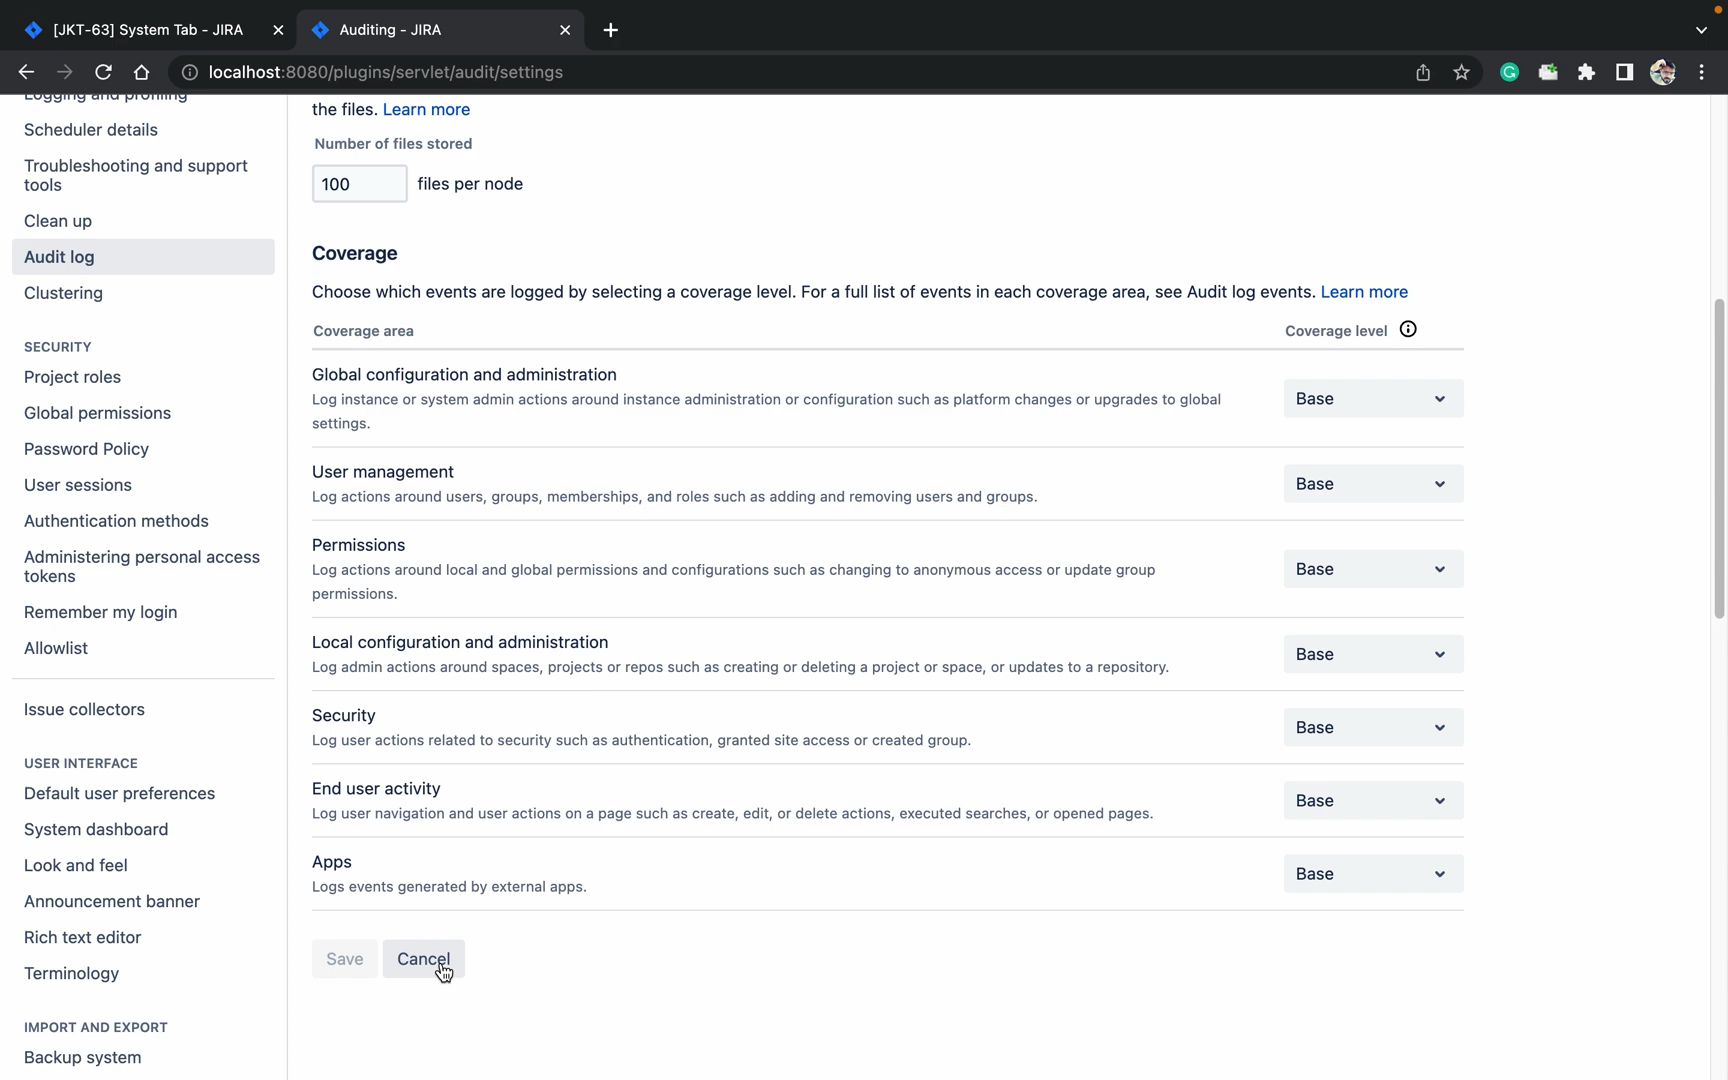 [JKT-63] System Tab - JIRA
Auditing - JIRA
localhost:8080/plugins/servlet/audit/settings
Logging and profiling
Scheduler details
Troubleshooting and support
tools
Clean up
Audit log
Clustering
SECURITY
Project roles
Global permissions
Password Policy
User sessions
Authentication methods
Administering personal access
tokens
Remember my login
Allowlist
Issue collectors
USER INTERFACE
Default user preferences
System dashboard
Look and feel
Announcement banner
Rich text editor
Terminology
IMPORT AND EXPORT
Backup system
the files. Learn more
Number of files stored
100 files per node
Coverage
Choose which events are logged by selecting a coverage level. For a full list of events in each coverage area, see Audit log events. Learn more
Coverage area
Coverage level
Global configuration and administration
Log instance or system admin actions around instance administration or configuration such as platform changes or upgrades to global
settings.
Base
User management
Log actions around users, groups, memberships, and roles such as adding and removing users and groups.
Base
Permissions
Log actions around local and global permissions and configurations such as changing to anonymous access or update group
permissions.
Base
Local configuration and administration
Log admin actions around spaces, projects or repos such as creating or deleting a project or space, or updates to a repository.
Base
Security
Log user actions related to security such as authentication, granted site access or created group.
Base
End user activity
Log user navigation and user actions on a page such as create, edit, or delete actions, executed searches, or opened pages.
Base
Apps
Logs events generated by external apps.
Base
Save
Cancel